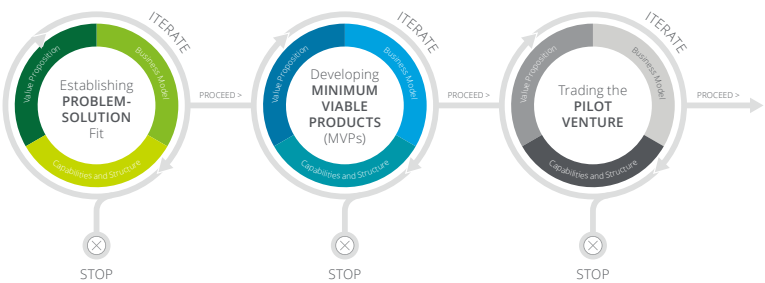 ITERATE
Value Proposition
Business Model
Capabilities and Structure
Establishing
PROBLEM-
SOLUTION
Fit
PROCEED >
STOP
ITERATE
Value Proposition
Business Model
Capabilities and Structure
Developing
MINIMUM
VIABLE
PRODUCTS
(MVPs)
PROCEED >
STOP
ITERATE
Value Proposition
Business Model
Capabilities and Structure
Trading the
PILOT
VENTURE
PROCEED >
STOP